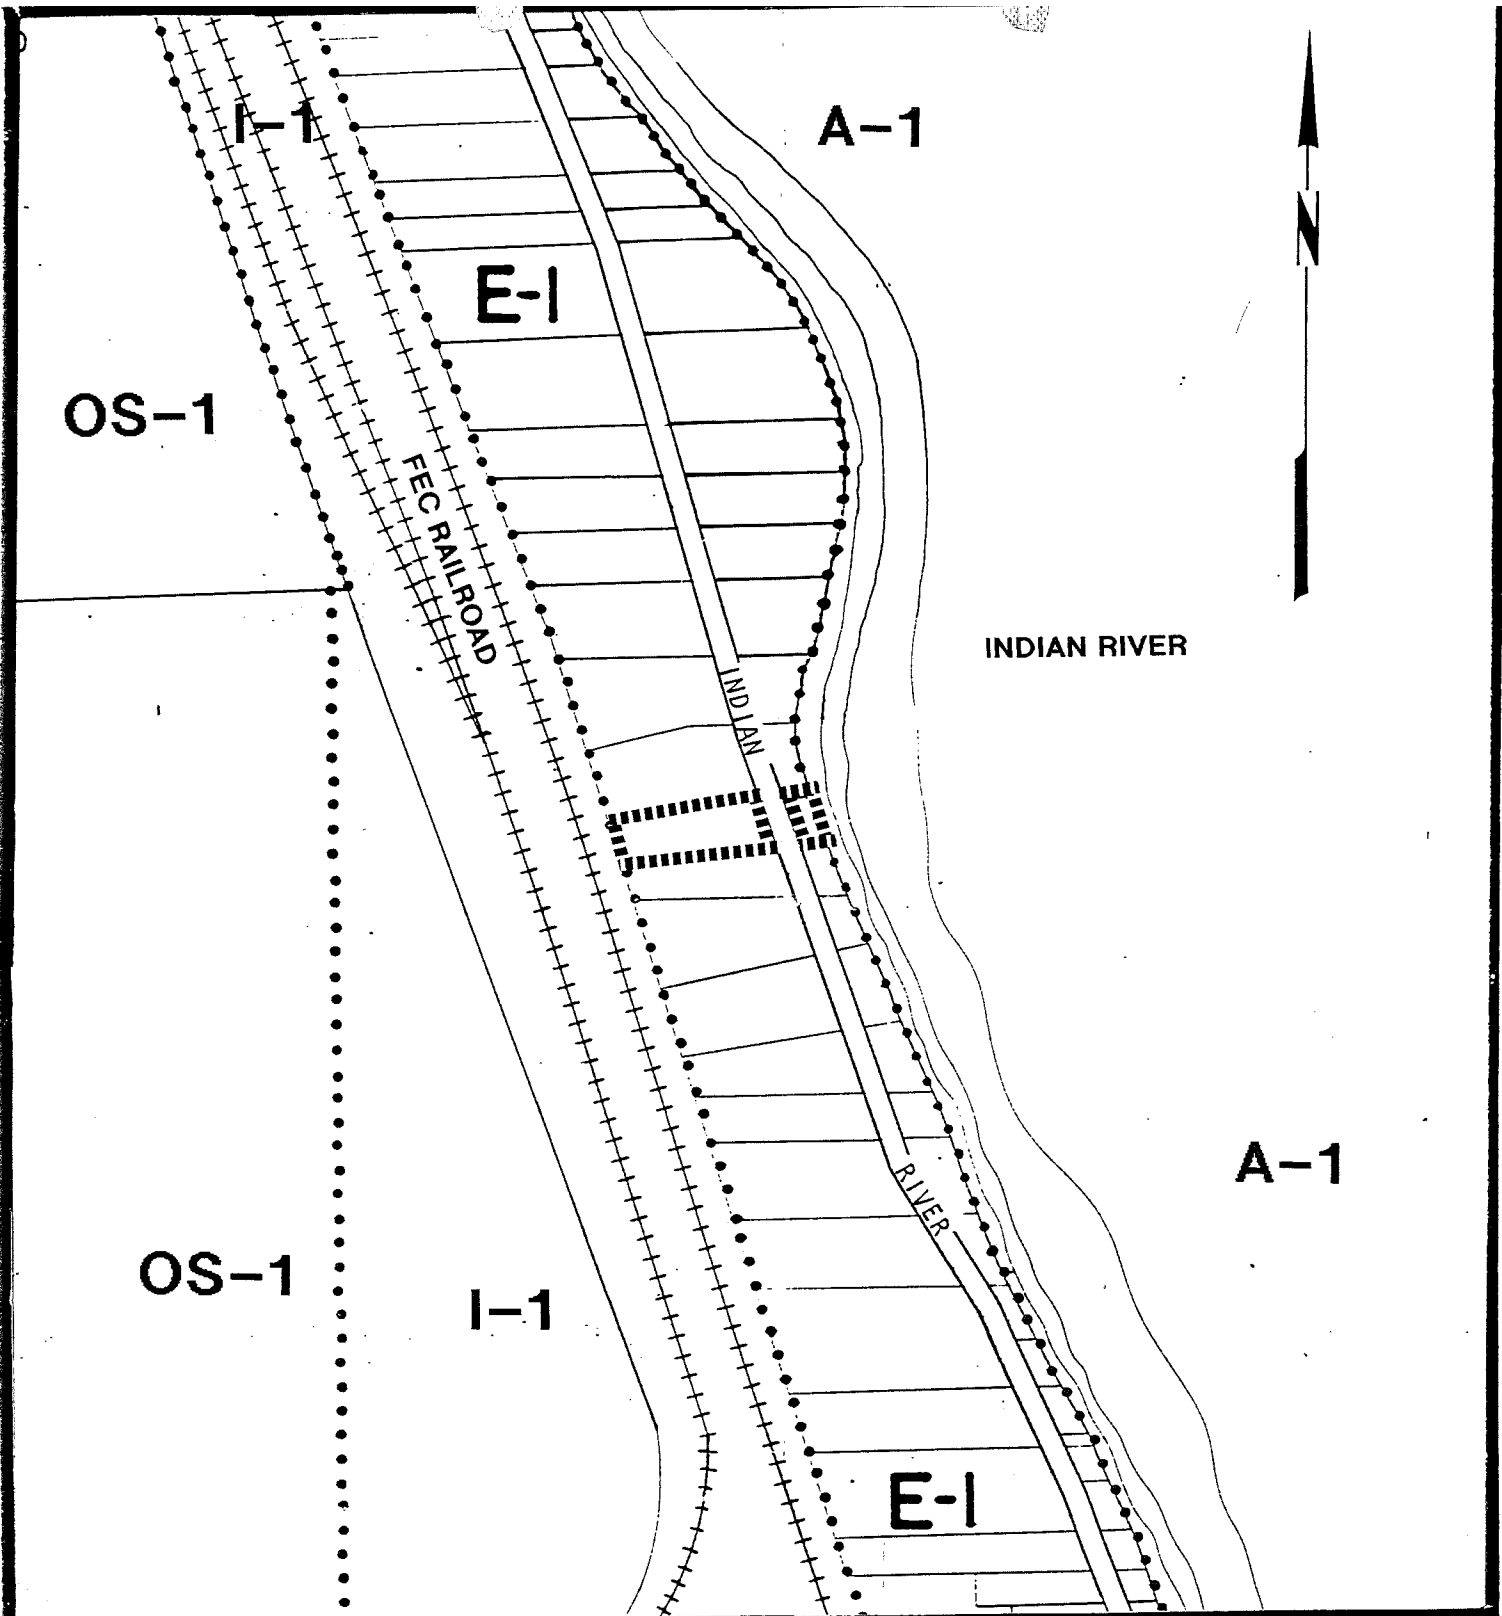 I-1
A-1
N
E-1
OS-1
FEC RAILROAD
INDIAN RIVER
INDIAN
RIVER
A-1
OS-1
I-1
E-1